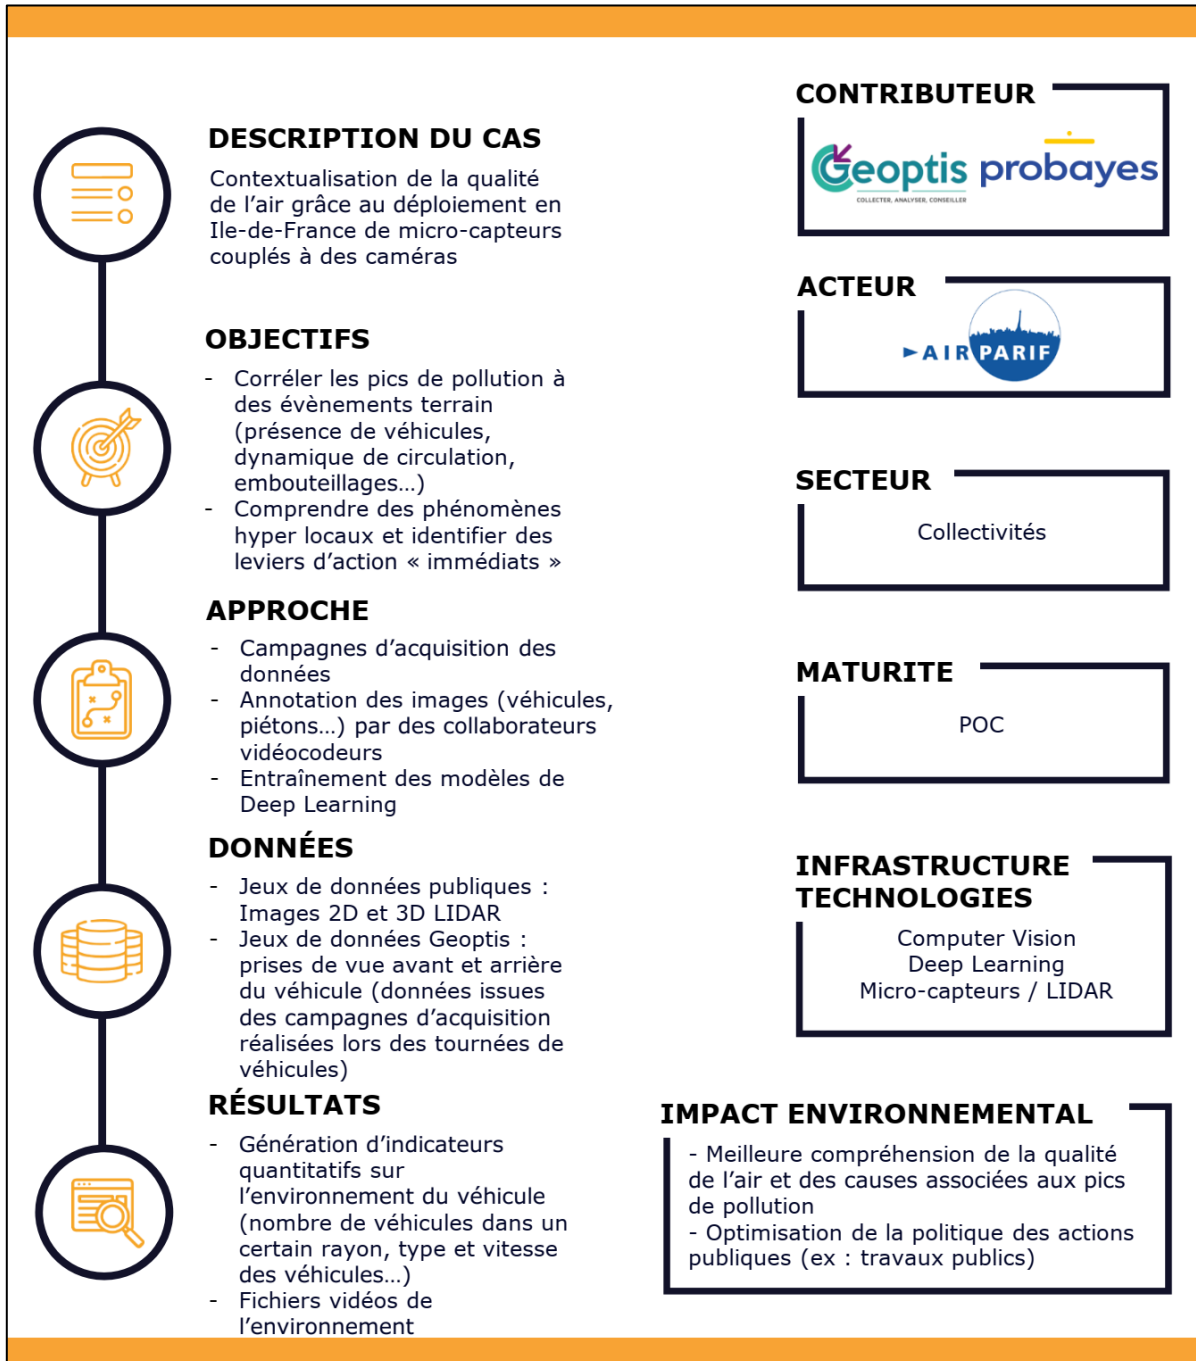 DESCRIPTION DU CAS
Contextualisation de la qualité
de l’air grâce au déploiement en
Ile-de-France de micro-capteurs
couplés à des caméras
OBJECTIFS
- Corréler les pics de pollution à
des évènements terrain
(présence de véhicules,
dynamique de circulation,
embouteillages…)
- Comprendre des phénomènes
hyper locaux et identifier des
leviers d’action « immédiats »
APPROCHE
- Campagnes d’acquisition des
données
- Annotation des images (véhicules,
piétons…) par des collaborateurs
vidéocodeurs
- Entraînement des modèles de
Deep Learning
DONNÉES
- Jeux de données publiques :
Images 2D et 3D LIDAR
- Jeux de données Geoptis :
prises de vue avant et arrière
du véhicule (données issues
des campagnes d’acquisition
réalisées lors des tournées de
véhicules)
RÉSULTATS
- Génération d’indicateurs
quantitatifs sur
l’environnement du véhicule
(nombre de véhicules dans un
certain rayon, type et vitesse
des véhicules…)
- Fichiers vidéos de
l’environnement
CONTRIBUTEUR
Geoptis probayes
COLLECTER, ANALYSER, CONSEILLER
ACTEUR
AIR PARIF
SECTEUR
Collectivités
MATURITE
POC
INFRASTRUCTURE
TECHNOLOGIES
Computer Vision
Deep Learning
Micro-capteurs / LIDAR
IMPACT ENVIRONNEMENTAL
- Meilleure compréhension de la qualité
de l’air et des causes associées aux pics
de pollution
- Optimisation de la politique des actions
publiques (ex : travaux publics)